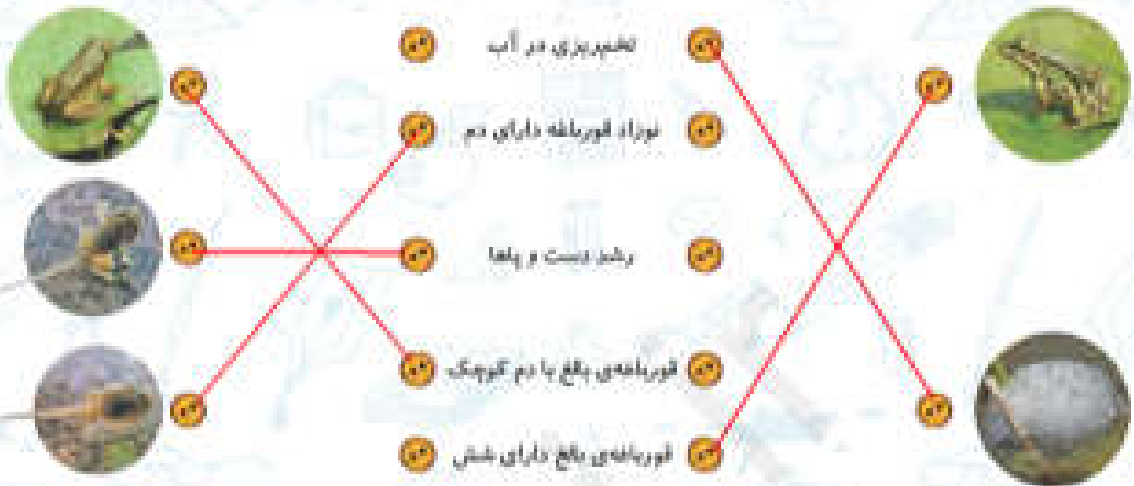 تخم‌ریزی در آب
نوزاد قورباغه دارای دم
رشد دست و پاها
قورباغه‌ی بالغ با دم کوچک
قورباغه‌ی بالغ دارای شش